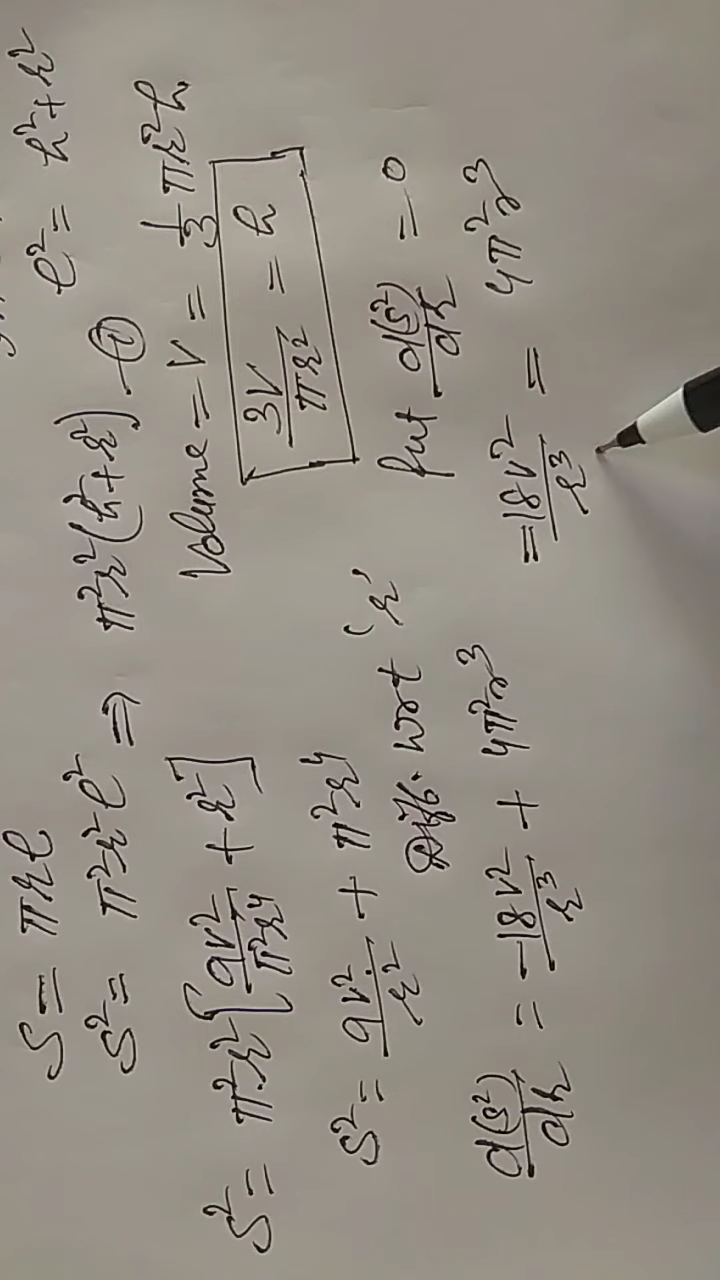 S = πrl
l² = h² + r²
S² = π²r²l² ⇒ π²r²(h² + r²) - ①
Volume = V = 1/3 πr²h
S² = π²r² [9V²/π²r⁴ + r²]
3V/πr² = h
S² = 9V²/r² + π²r⁴
Diff. wrt 'r'
put d(S²)/dr = 0
d(S²)/dr = -18V²/r³ + 4π²r³
= 18V²/r³ = 4π²r³